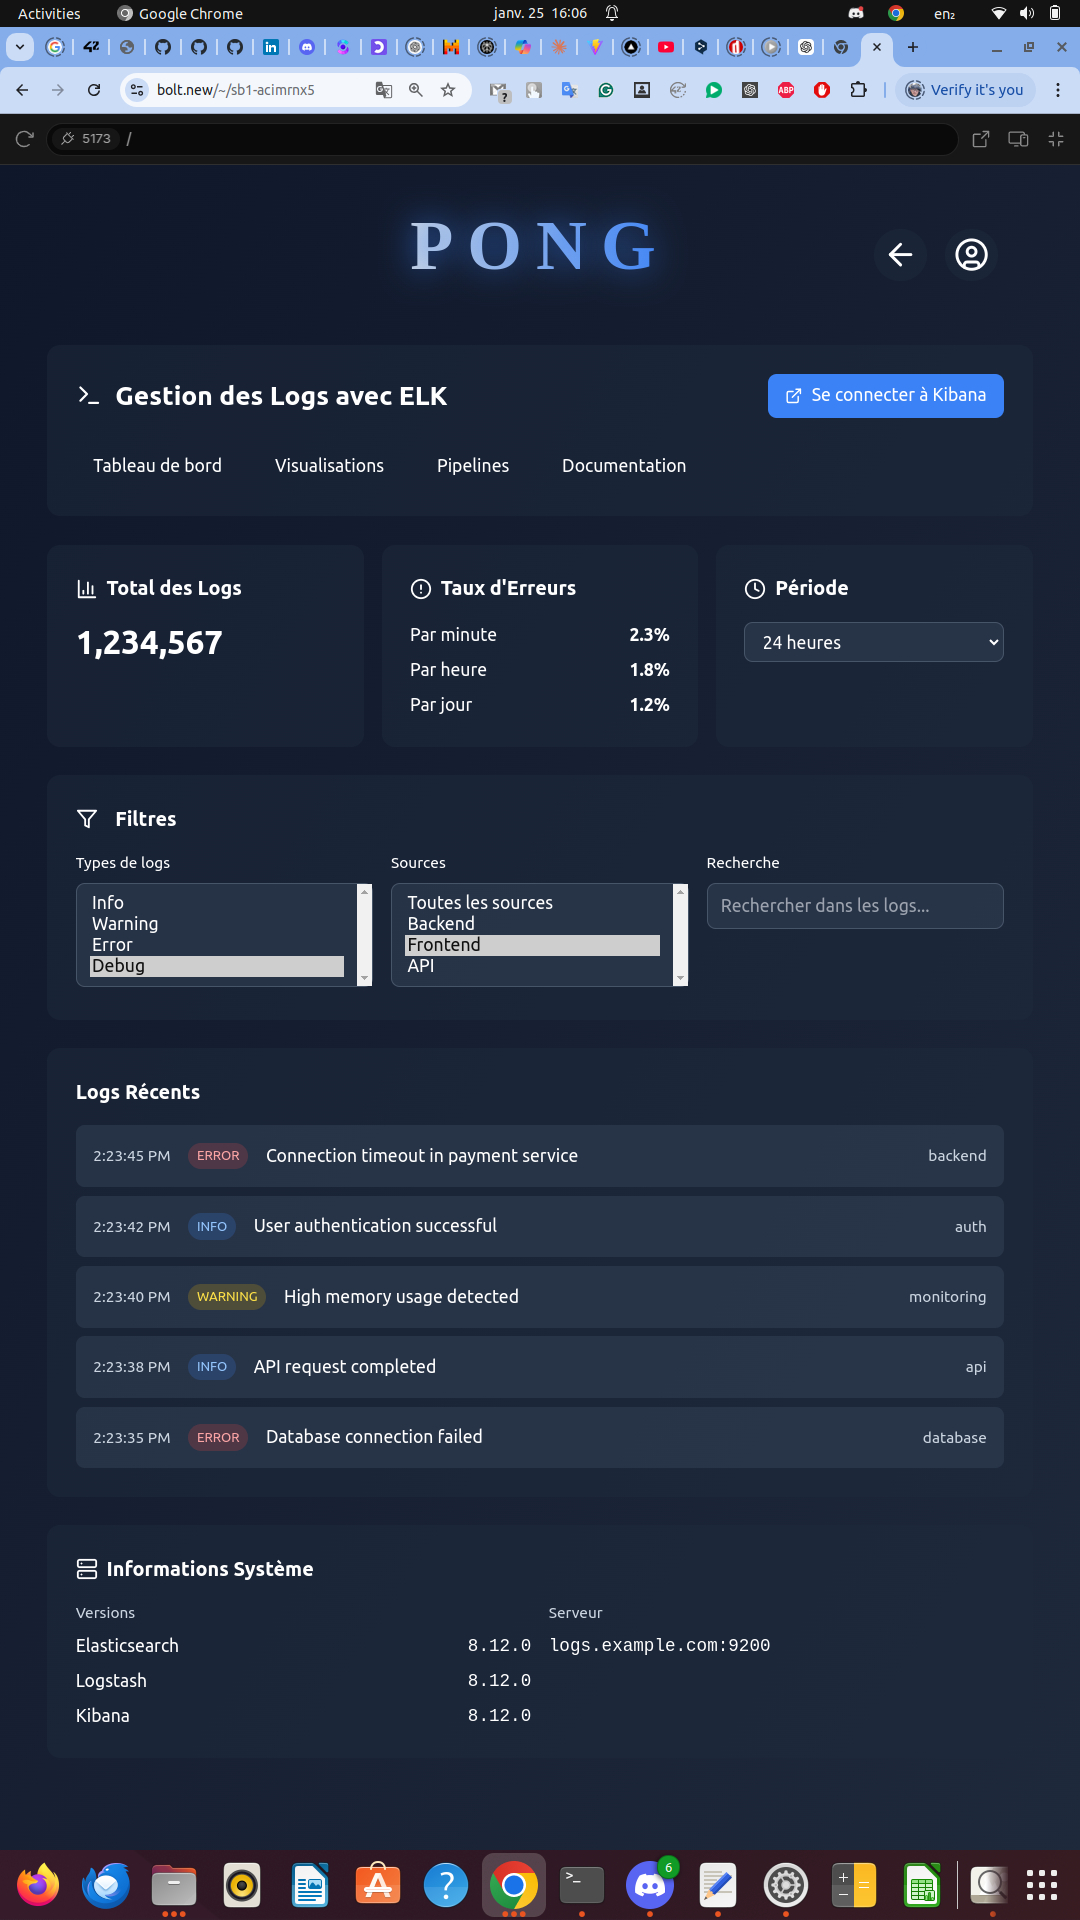 Activities Google Chrome janv. 25 16:06 en₂
bolt.new/~/sb1-acimrnx5 ABP Verify it's you
5173 /
PONG
Gestion des Logs avec ELK Se connecter à Kibana
Tableau de bord Visualisations Pipelines Documentation
Total des Logs
1,234,567
Taux d'Erreurs
Par minute 2.3%
Par heure 1.8%
Par jour 1.2%
Période
24 heures
Filtres
Types de logs
Info
Warning
Error
Debug
Sources
Toutes les sources
Backend
Frontend
API
Recherche
Rechercher dans les logs...
Logs Récents
2:23:45 PM ERROR Connection timeout in payment service backend
2:23:42 PM INFO User authentication successful auth
2:23:40 PM WARNING High memory usage detected monitoring
2:23:38 PM INFO API request completed api
2:23:35 PM ERROR Database connection failed database
Informations Système
Versions
Elasticsearch 8.12.0
Logstash 8.12.0
Kibana 8.12.0
Serveur
logs.example.com:9200
6